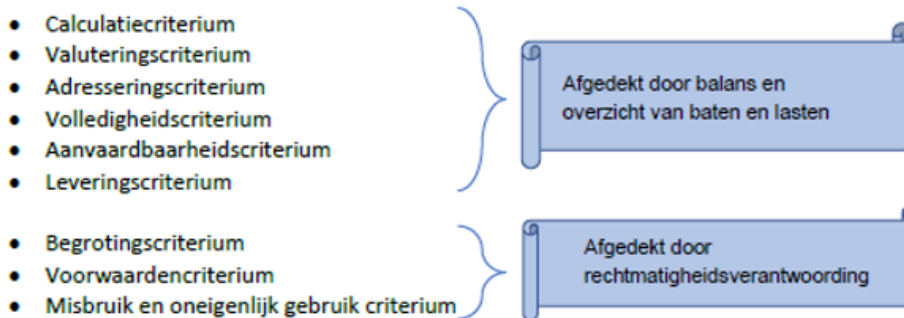 • Calculatiecriterium
• Valuteringscriterium
• Adresseringscriterium
• Volledigheidscriterium
• Aanvaardbaarheidscriterium
• Leveringscriterium
Afgedekt door balans en
overzicht van baten en lasten
• Begrotingscriterium
• Voorwaardencriterium
• Misbruik en oneigenlijk gebruik criterium
Afgedekt door
rechtmatigheidsverantwoording